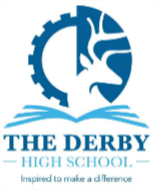 THE DERBY
HIGH SCHOOL
Inspired to make a difference